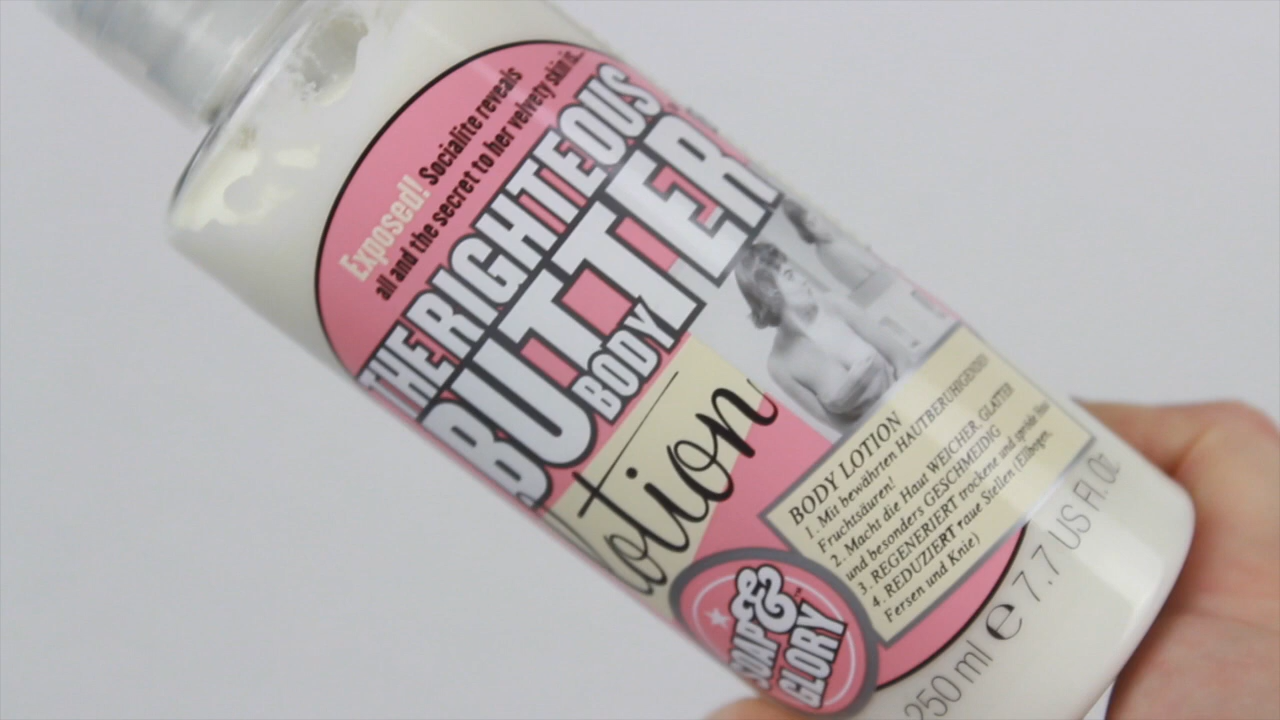 Exposed! Socialite reveals
all and the secret to her velvety skin is...
THE RIGHTEOUS
BUTTER
BODY
lotion
BODY LOTION
1. Mit bewährten HAUTBERUHIGENDEN
Fruchtsäuren!
2. Macht die Haut WEICHER, GLATTER
und besonders GESCHMEIDIG
3. REGENERIERT trockene und spröde Haut
4. REDUZIERT raue Stellen (Ellbogen,
Fersen und Knie)
SOAP
&
GLORY
™
250 ml e 7.7 US Fl.Oz